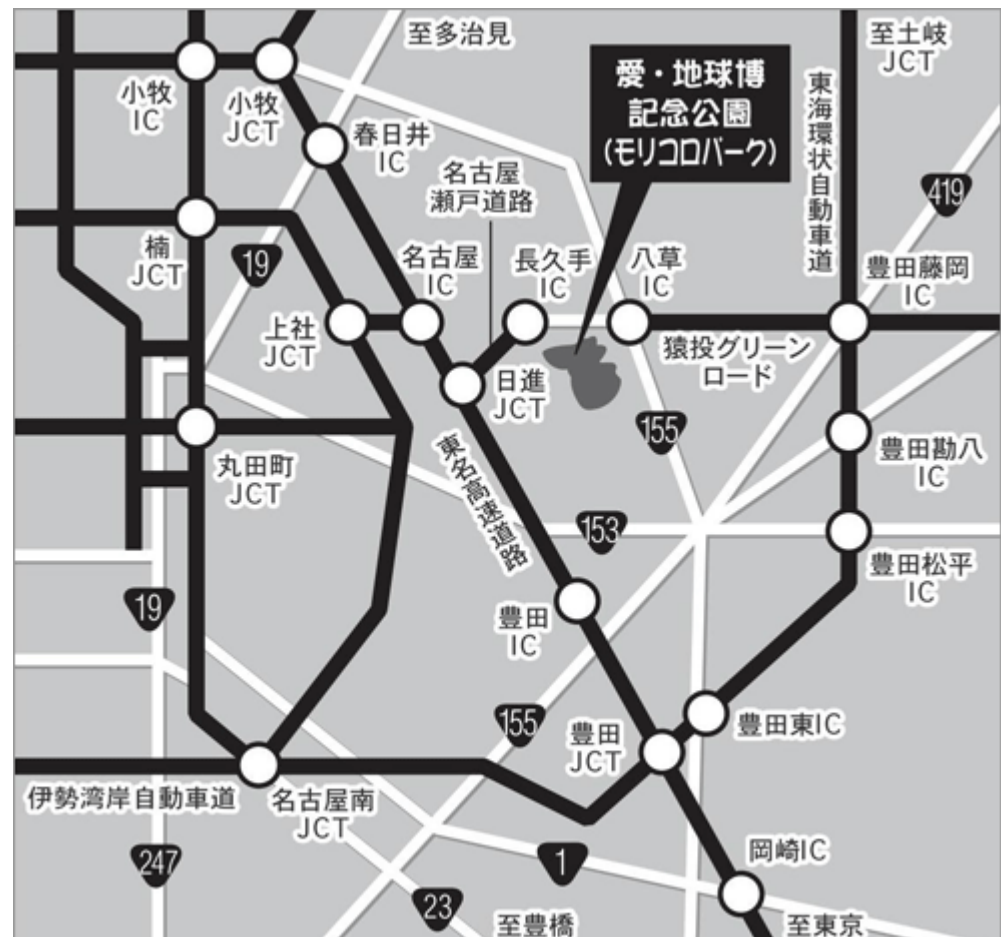 至多治見
至土岐
JCT
愛・地球博
記念公園
(モリコロパーク)
東海環状自動車道
小牧
IC
小牧
JCT
春日井
IC
名古屋
瀬戸道路
419
楠
JCT
19
名古屋
IC
長久手
IC
八草
IC
豊田藤岡
IC
上社
JCT
猿投グリーン
ロード
日進
JCT
155
丸田町
JCT
東名高速道路
豊田勘八
IC
153
豊田松平
IC
19
豊田
IC
155
豊田
JCT
豊田東IC
伊勢湾岸自動車道
名古屋南
JCT
247
1
岡崎IC
23
至豊橋
至東京